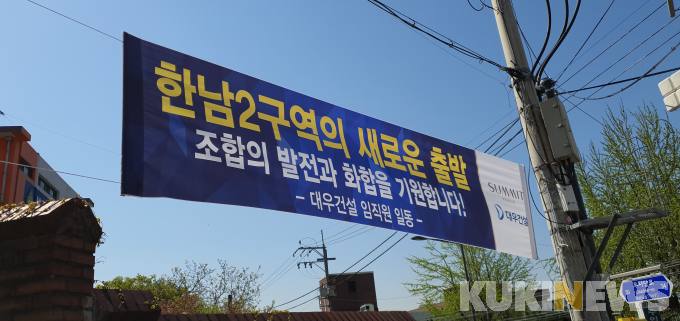 한남2구역의 새로운 출발
조합의 발전과 화합을 기원합니다!
- 대우건설 임직원 일동 -
SUMMIT
대우건설
KUKINEWS